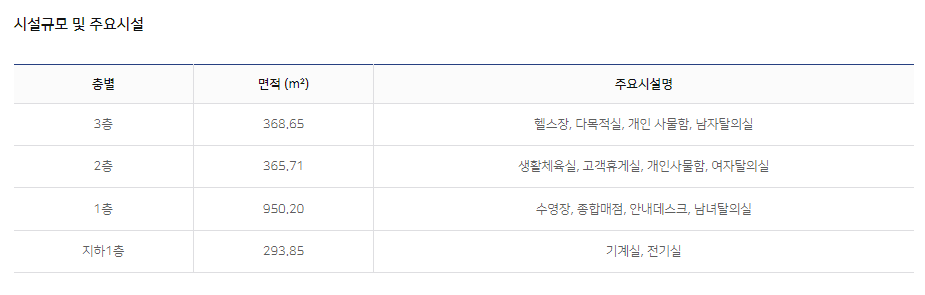 시설규모 및 주요시설
층별 면적 (m²) 주요시설명
3층 368.65 헬스장, 다목적실, 개인 사물함, 남자탈의실
2층 365.71 생활체육실, 고객휴게실, 개인사물함, 여자탈의실
1층 950.20 수영장, 종합매점, 안내데스크, 남녀탈의실
지하1층 293.85 기계실, 전기실